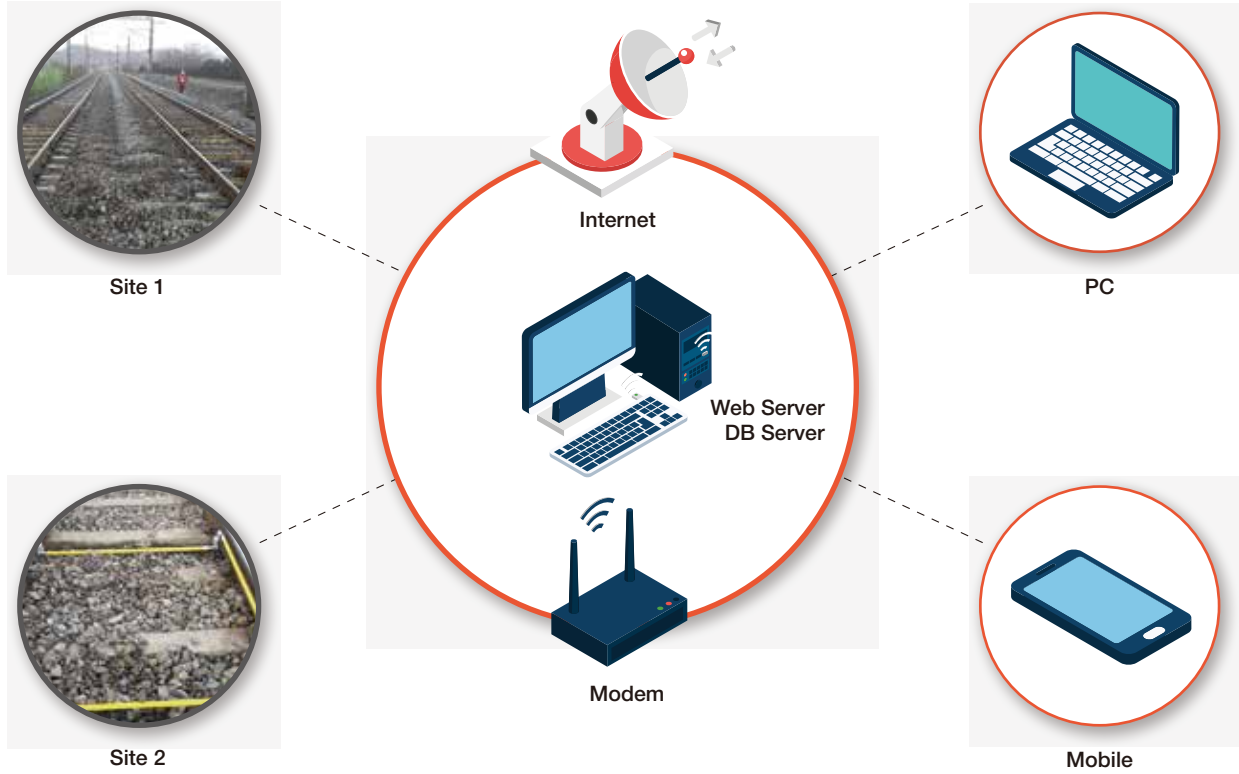 Internet
Site 1
PC
Web Server
DB Server
Modem
Site 2
Mobile